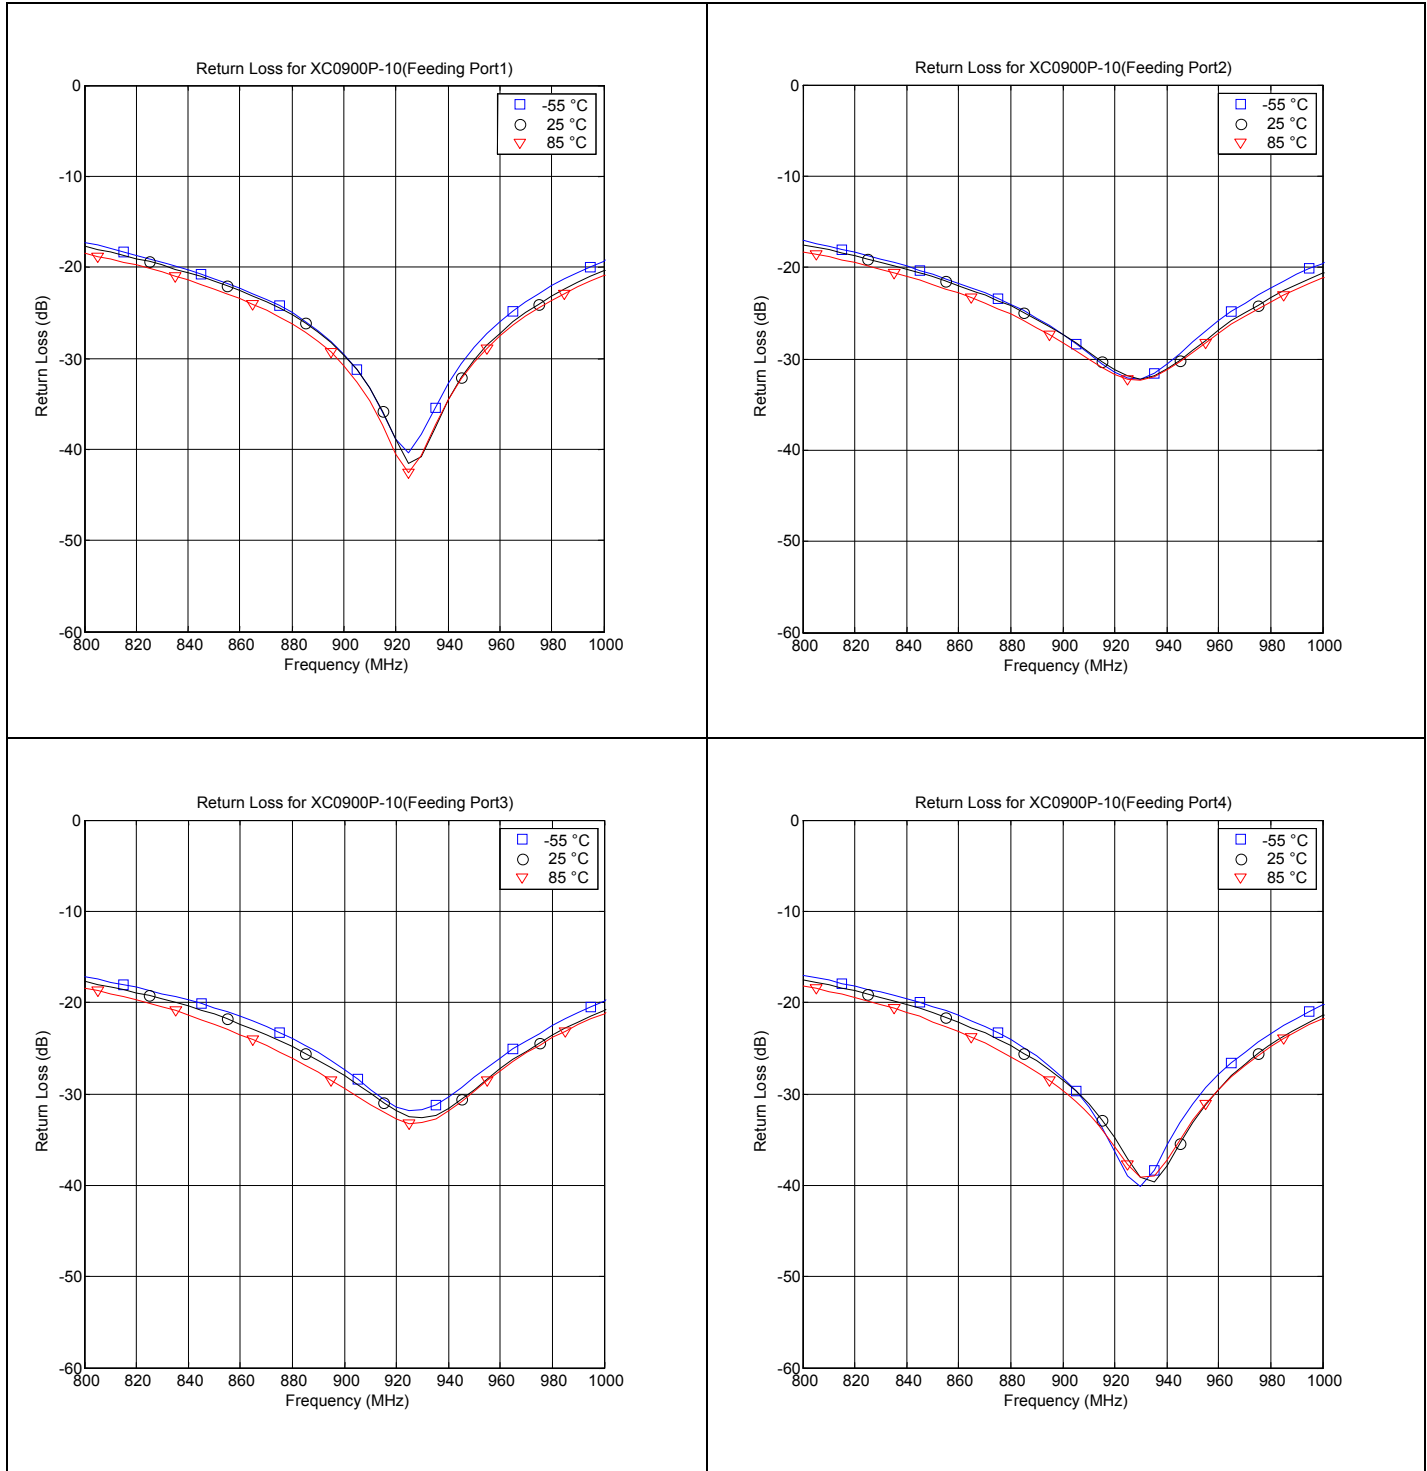 Return Loss for XC0900P-10(Feeding Port1)
0
-10
-20
-30
-40
-50
-60
Return Loss (dB)
-55 °C
25 °C
85 °C
800 820 840 860 880 900 920 940 960 980 1000
Frequency (MHz)
Return Loss for XC0900P-10(Feeding Port2)
0
-10
-20
-30
-40
-50
-60
Return Loss (dB)
-55 °C
25 °C
85 °C
800 820 840 860 880 900 920 940 960 980 1000
Frequency (MHz)
Return Loss for XC0900P-10(Feeding Port3)
0
-10
-20
-30
-40
-50
-60
Return Loss (dB)
-55 °C
25 °C
85 °C
800 820 840 860 880 900 920 940 960 980 1000
Frequency (MHz)
Return Loss for XC0900P-10(Feeding Port4)
0
-10
-20
-30
-40
-50
-60
Return Loss (dB)
-55 °C
25 °C
85 °C
800 820 840 860 880 900 920 940 960 980 1000
Frequency (MHz)